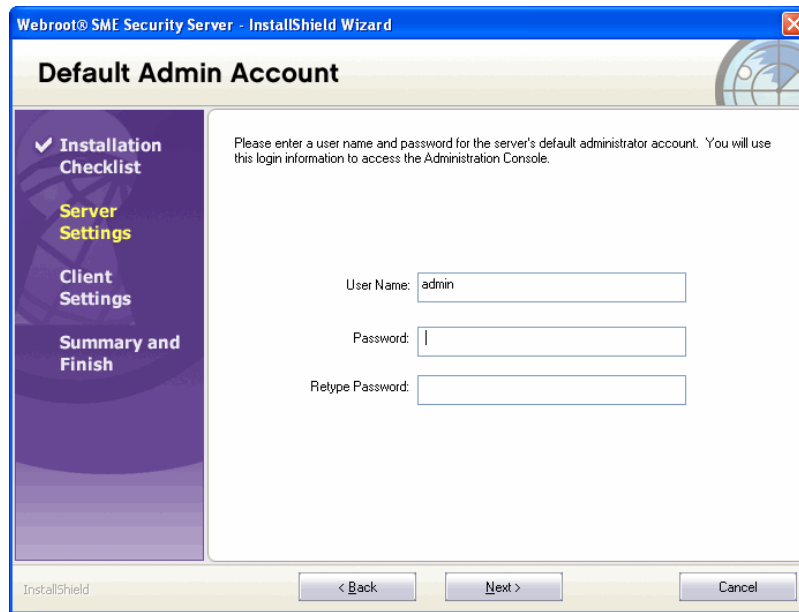 Webroot® SME Security Server - InstallShield Wizard
Default Admin Account
Installation
Checklist
Server
Settings
Client
Settings
Summary and
Finish
Please enter a user name and password for the server's default administrator account. You will use
this login information to access the Administration Console.
User Name: admin
Password:
Retype Password:
InstallShield
< Back
Next >
Cancel